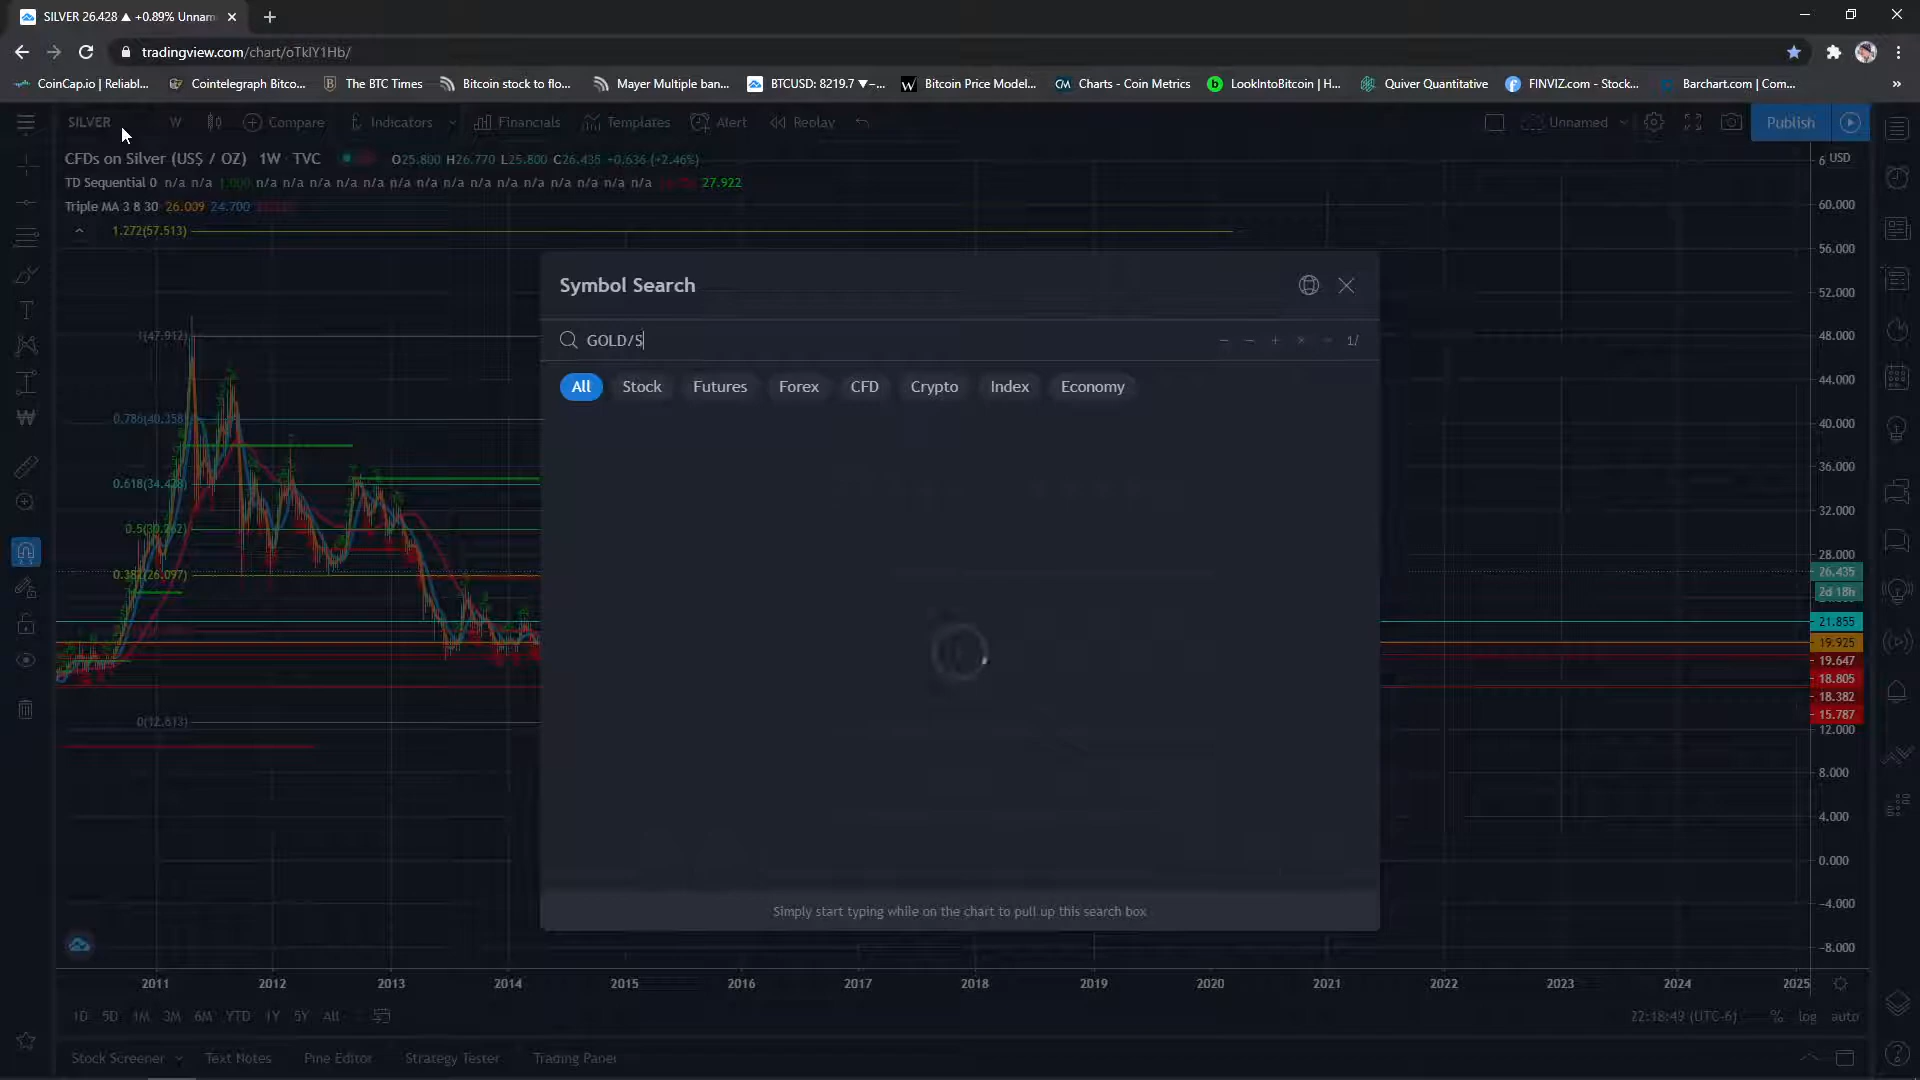 SILVER 26.428 ▲ +0.89% Unnam
tradingview.com/chart/oTklY1Hb/
CoinCap.io | Reliabl...
Cointelegraph Bitco...
The BTC Times
Bitcoin stock to flo...
Mayer Multiple ban...
BTCUSD: 8219.7 ▼−...
Bitcoin Price Model...
Charts - Coin Metrics
LookIntoBitcoin | H...
Quiver Quantitative
FINVIZ.com - Stock...
Barchart.com | Com...
»
SILVER W Compare Indicators Financials Templates Alert Replay Unnamed Publish
CFDs on Silver (US$ / OZ) 1W TVC O25.800 H26.770 L25.800 C26.435 +0.636 (+2.46%)
TD Sequential 0 n/a n/a 1.000 n/a n/a n/a n/a n/a n/a n/a n/a n/a n/a n/a n/a n/a n/a n/a 27.922
Triple MA 3 8 30 26.009 24.700
1.272(57.513)
1(47.912)
0.786(40.358)
0.618(34.428)
0.5(30.262)
0.382(26.097)
0(12.613)
Symbol Search
GOLD/S
1/
All Stock Futures Forex CFD Crypto Index Economy
Simply start typing while on the chart to pull up this search box
6 USD
60.000
56.000
52.000
48.000
44.000
40.000
36.000
32.000
28.000
26.435
2d 18h
21.855
19.925
19.647
18.805
18.382
15.787
12.000
8.000
4.000
0.000
−4.000
−8.000
2011 2012 2013 2014 2015 2016 2017 2018 2019 2020 2021 2022 2023 2024 2025
1D 5D 1M 3M 6M YTD 1Y 5Y All
22:18:49 (UTC-6) % log auto
Stock Screener Text Notes Pine Editor Strategy Tester Trading Panel